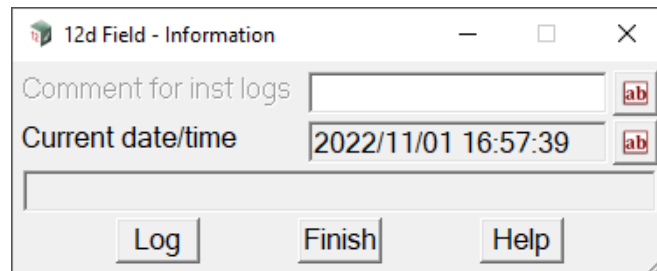 12d Field - Information
Comment for inst logs ab
Current date/time 2022/11/01 16:57:39 ab
Log Finish Help